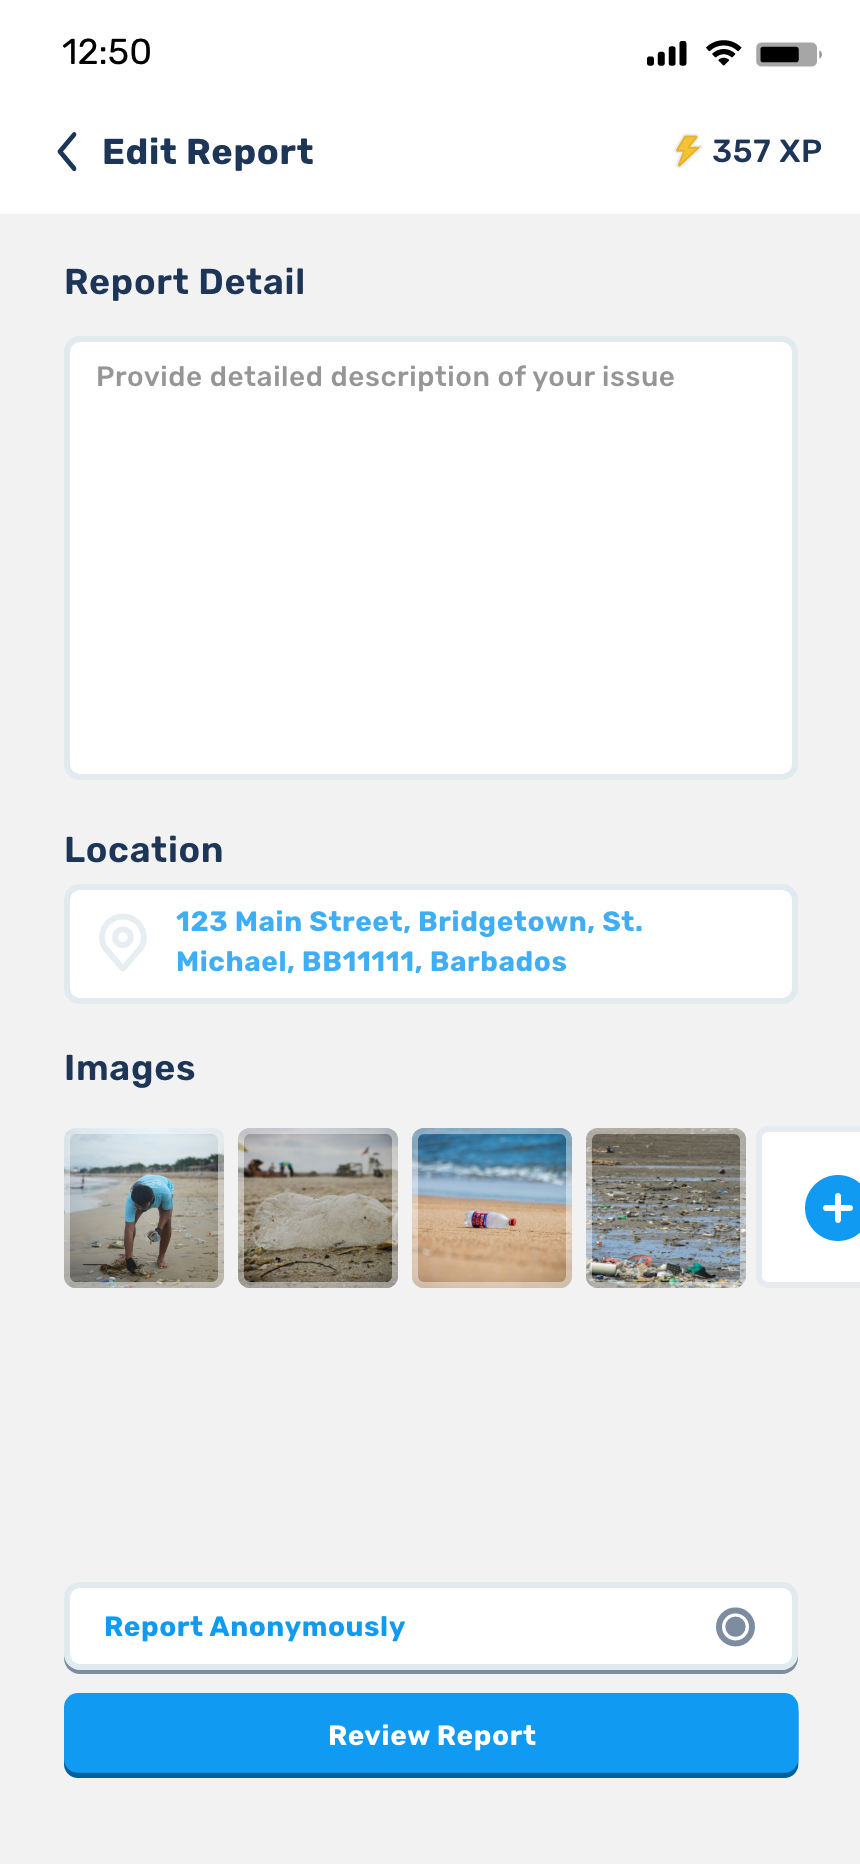 12:50
Edit Report
357 XP
Report Detail
Provide detailed description of your issue
Location
123 Main Street, Bridgetown, St.
Michael, BB11111, Barbados
Images
Report Anonymously
Review Report